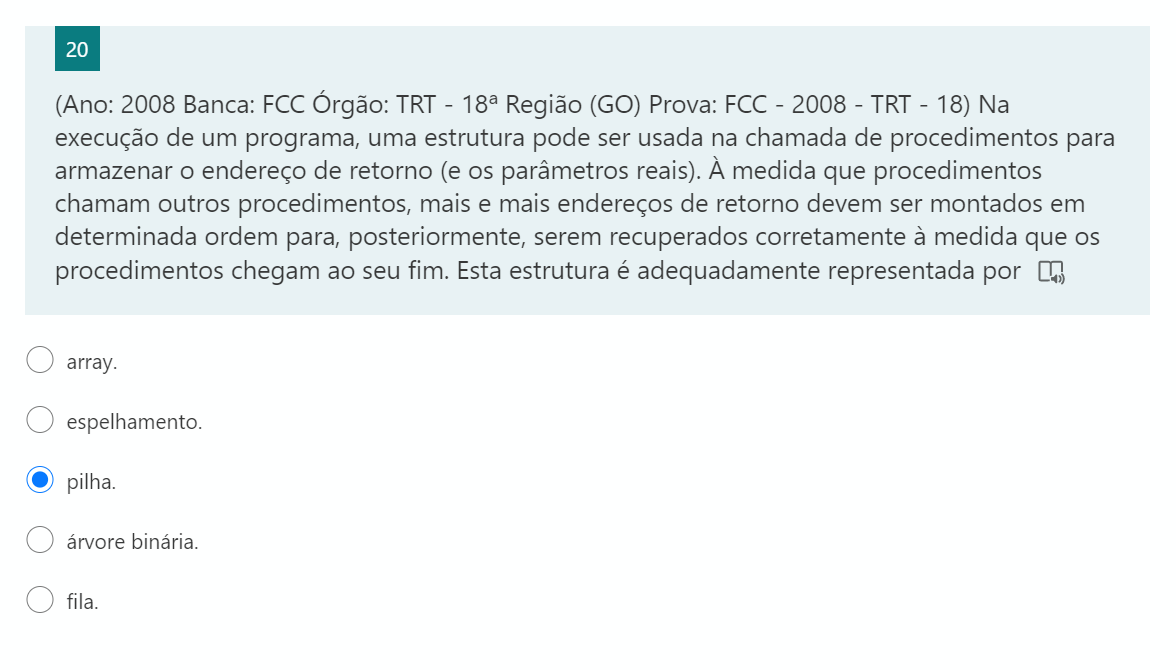 20
(Ano: 2008 Banca: FCC Órgão: TRT - 18ª Região (GO) Prova: FCC - 2008 - TRT - 18) Na
execução de um programa, uma estrutura pode ser usada na chamada de procedimentos para
armazenar o endereço de retorno (e os parâmetros reais). À medida que procedimentos
chamam outros procedimentos, mais e mais endereços de retorno devem ser montados em
determinada ordem para, posteriormente, serem recuperados corretamente à medida que os
procedimentos chegam ao seu fim. Esta estrutura é adequadamente representada por
array.
espelhamento.
pilha.
árvore binária.
fila.